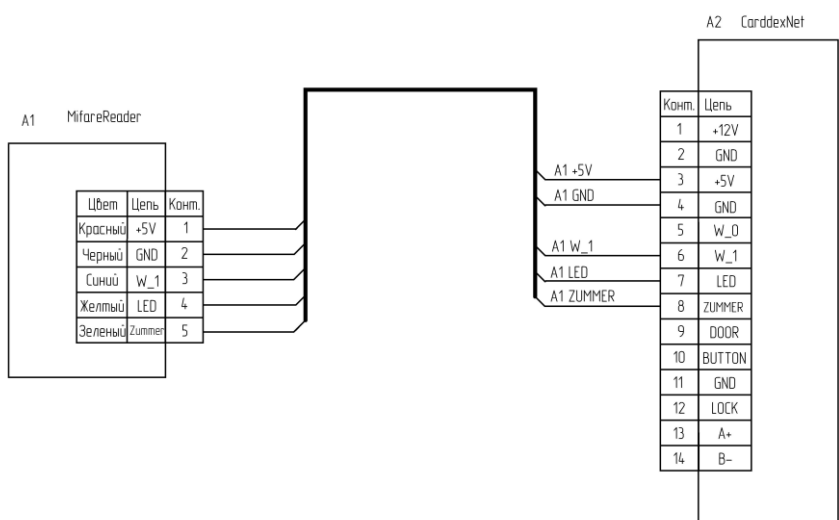 A2 CarddexNet
A1 MifareReader
Цвет Цепь Конт.
Красный +5V 1
Черный GND 2
Синий W_1 3
Желтый LED 4
Зеленый Zummer 5
A1 +5V
A1 GND
A1 W_1
A1 LED
A1 ZUMMER
Конт. Цепь
1 +12V
2 GND
3 +5V
4 GND
5 W_0
6 W_1
7 LED
8 ZUMMER
9 DOOR
10 BUTTON
11 GND
12 LOCK
13 A+
14 B-